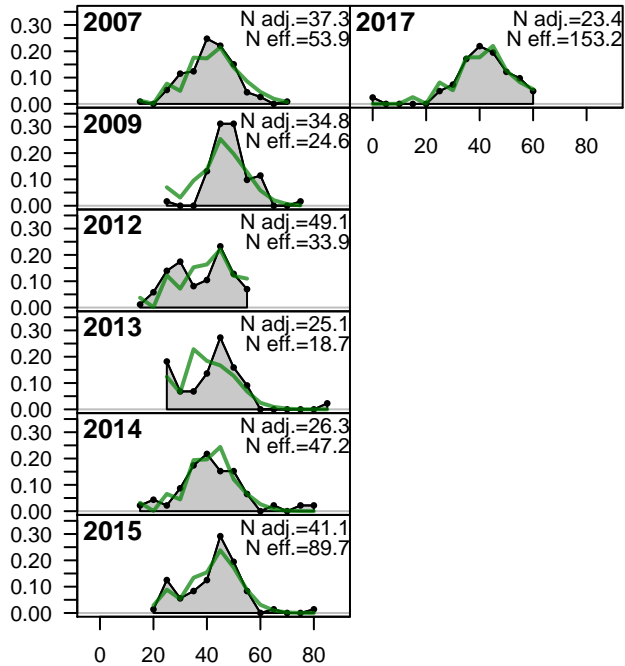 2007
N adj.=37.3
N eff.=53.9
0.30
0.20
0.10
0.00
2009
N adj.=34.8
N eff.=24.6
0.30
0.20
0.10
0.00
2012
N adj.=49.1
N eff.=33.9
0.30
0.20
0.10
0.00
2013
N adj.=25.1
N eff.=18.7
0.30
0.20
0.10
0.00
2014
N adj.=26.3
N eff.=47.2
0.30
0.20
0.10
0.00
2015
N adj.=41.1
N eff.=89.7
0.30
0.20
0.10
0.00
0 20 40 60 80
2017
N adj.=23.4
N eff.=153.2
0 20 40 60 80